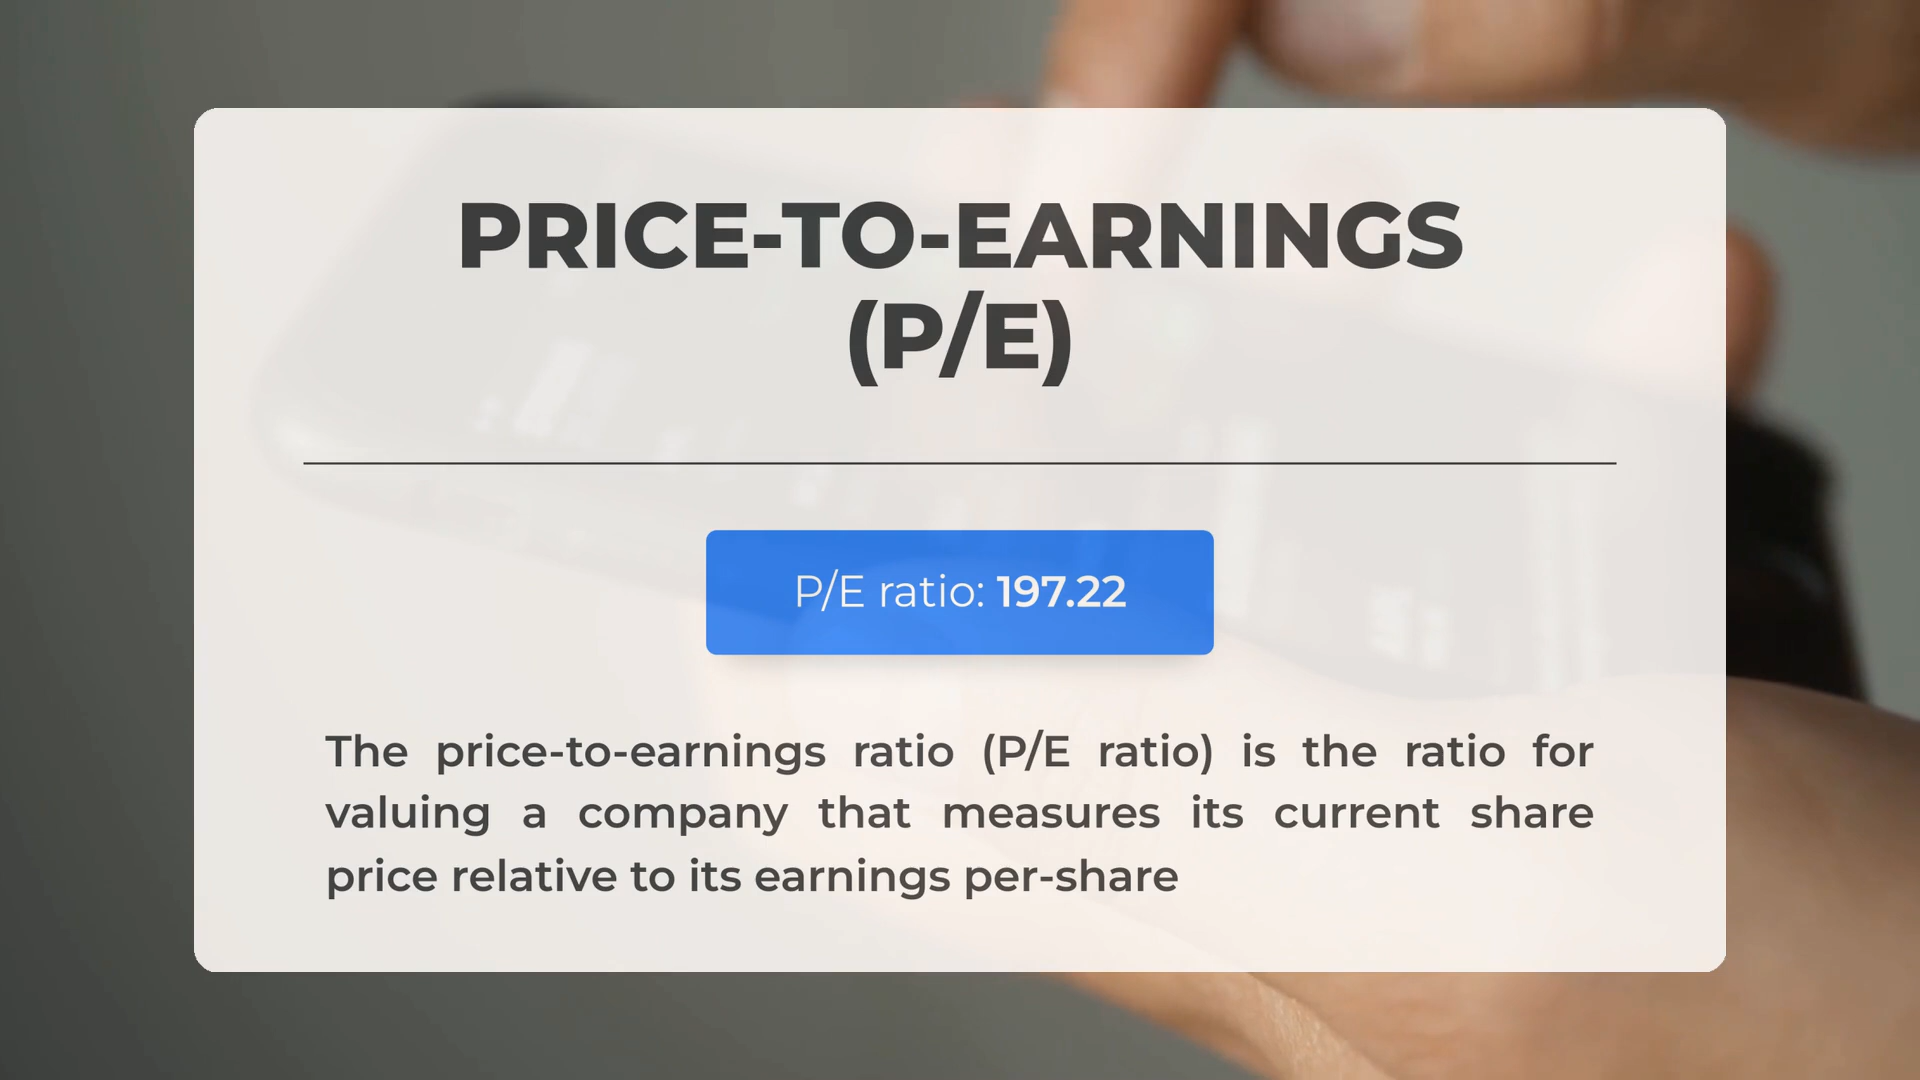 PRICE-TO-EARNINGS
(P/E)
P/E ratio: 197.22
The price-to-earnings ratio (P/E ratio) is the ratio for
valuing a company that measures its current share
price relative to its earnings per-share